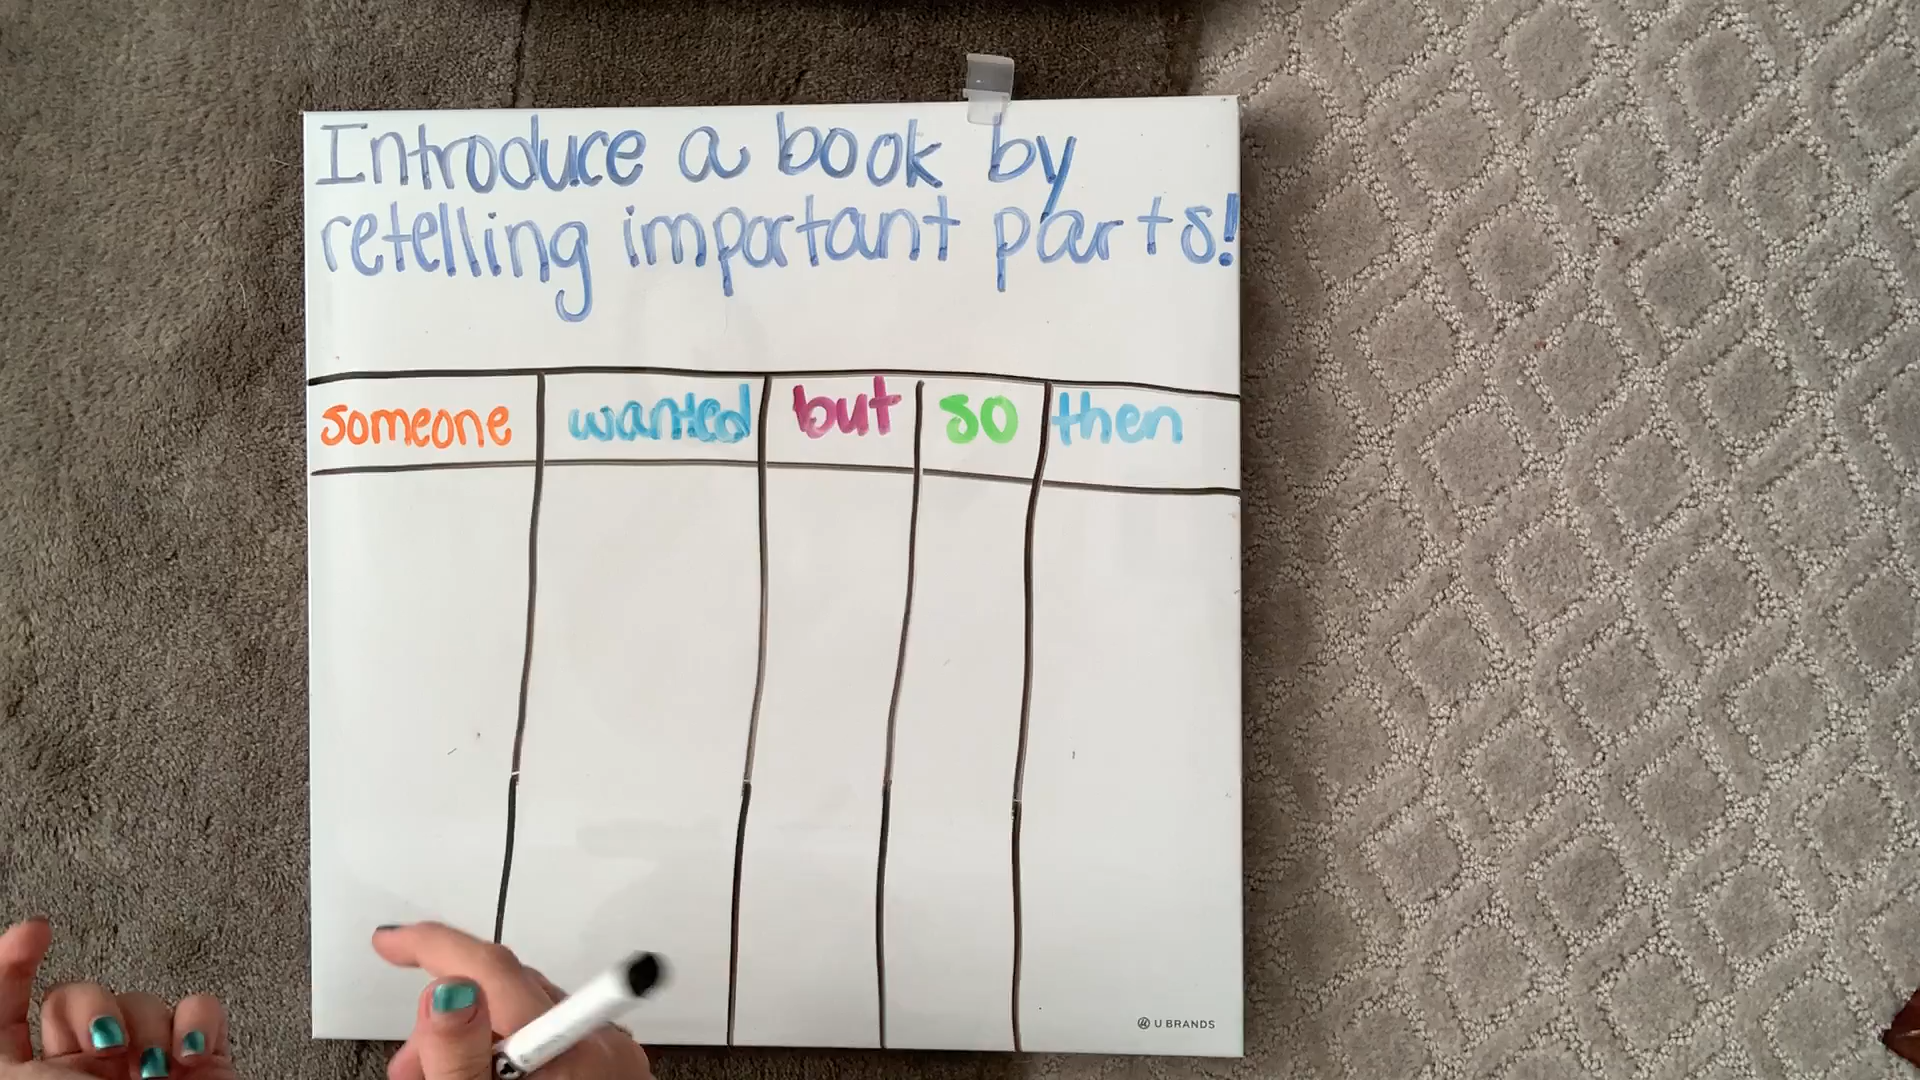 Introduce a book by
retelling important parts!
someone wanted but so then
U BRANDS